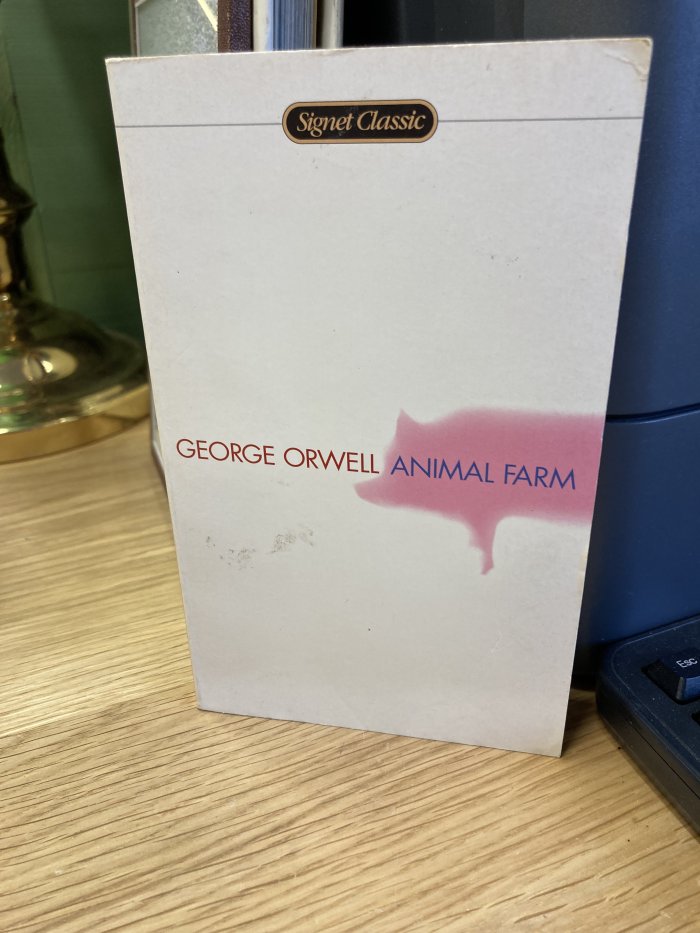 Signet Classic
GEORGE ORWELL ANIMAL FARM
Esc